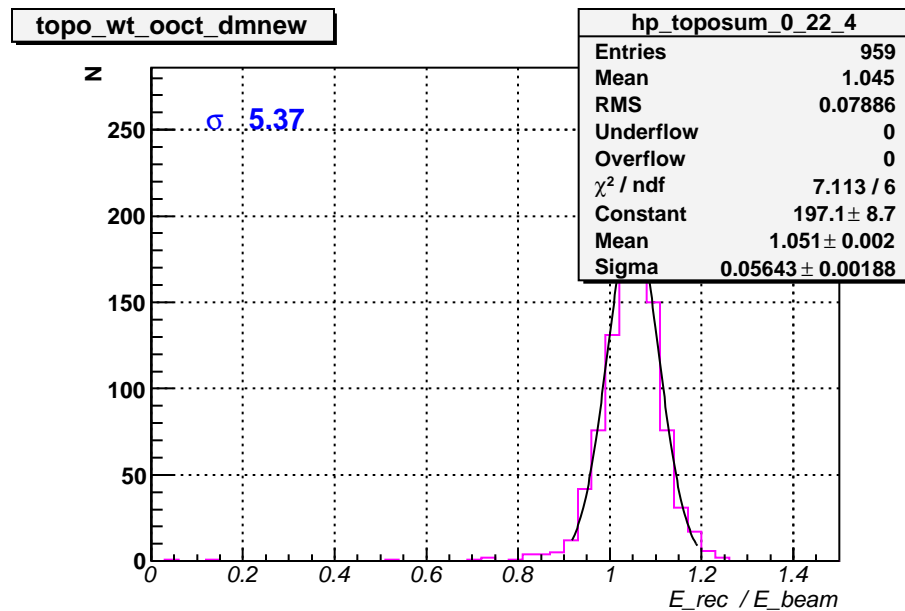 topo_wt_ooct_dmnew
hp_toposum_0_22_4
Entries 959
Mean 1.045
RMS 0.07886
Underflow 0
Overflow 0
χ² / ndf 7.113 / 6
Constant 197.1 ± 8.7
Mean 1.051 ± 0.002
Sigma 0.05643 ± 0.00188
N
σ 5.37
250
200
150
100
50
0
0 0.2 0.4 0.6 0.8 1 1.2 1.4
E_rec / E_beam